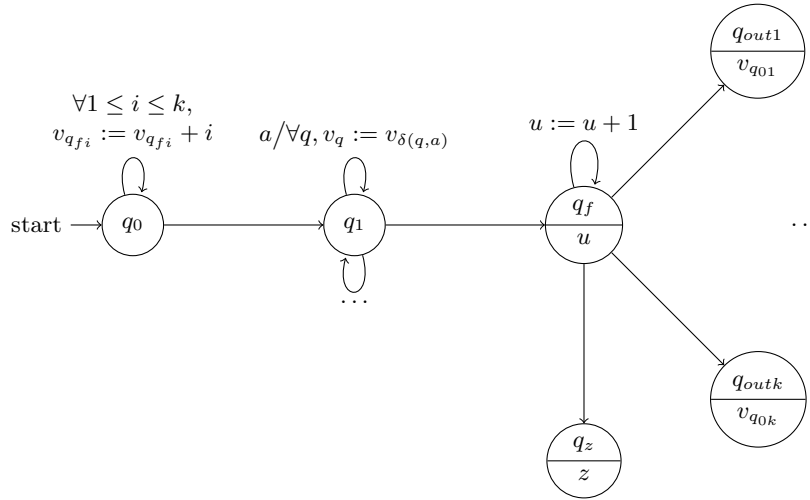 q_{out1}
v_{q_{01}}
∀1 ≤ i ≤ k,
v_{q_{fi}} := v_{q_{fi}} + i
a/∀q, v_q := v_{δ(q,a)}
u := u + 1
start
q_0
q_1
q_f
u
. .
. . .
q_{outk}
v_{q_{0k}}
q_z
z